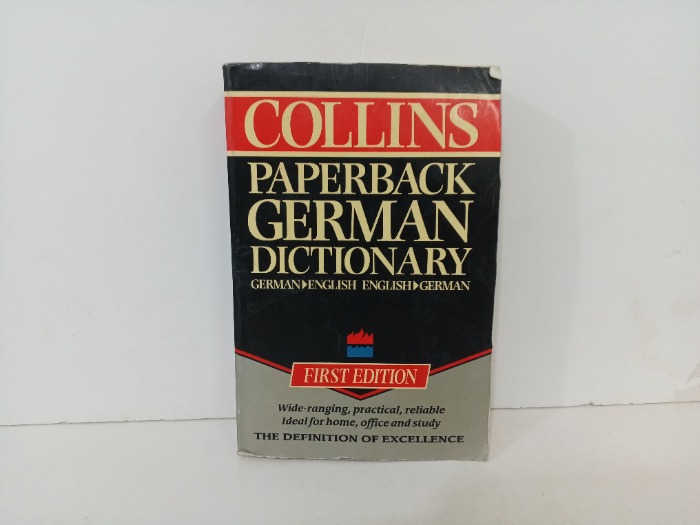 COLLINS
PAPERBACK
GERMAN
DICTIONARY
GERMAN▶ENGLISH ENGLISH▶GERMAN
FIRST EDITION
Wide-ranging, practical, reliable
Ideal for home, office and study
THE DEFINITION OF EXCELLENCE